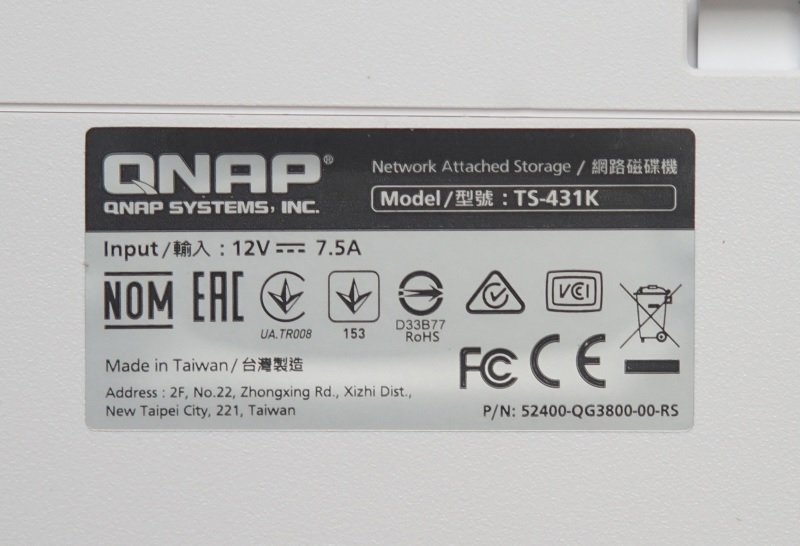 QNAP®
QNAP SYSTEMS, INC.
Network Attached Storage / 網路磁碟機
Model/型號 : TS-431K
Input/輸入 : 12V⎓ 7.5A
NOM EAC
UA.TR008
153
D33B77
RoHS
VCI
Made in Taiwan/台灣製造
FC CE
Address : 2F, No.22, Zhongxing Rd., Xizhi Dist.,
New Taipei City, 221, Taiwan
P/N: 52400-QG3800-00-RS